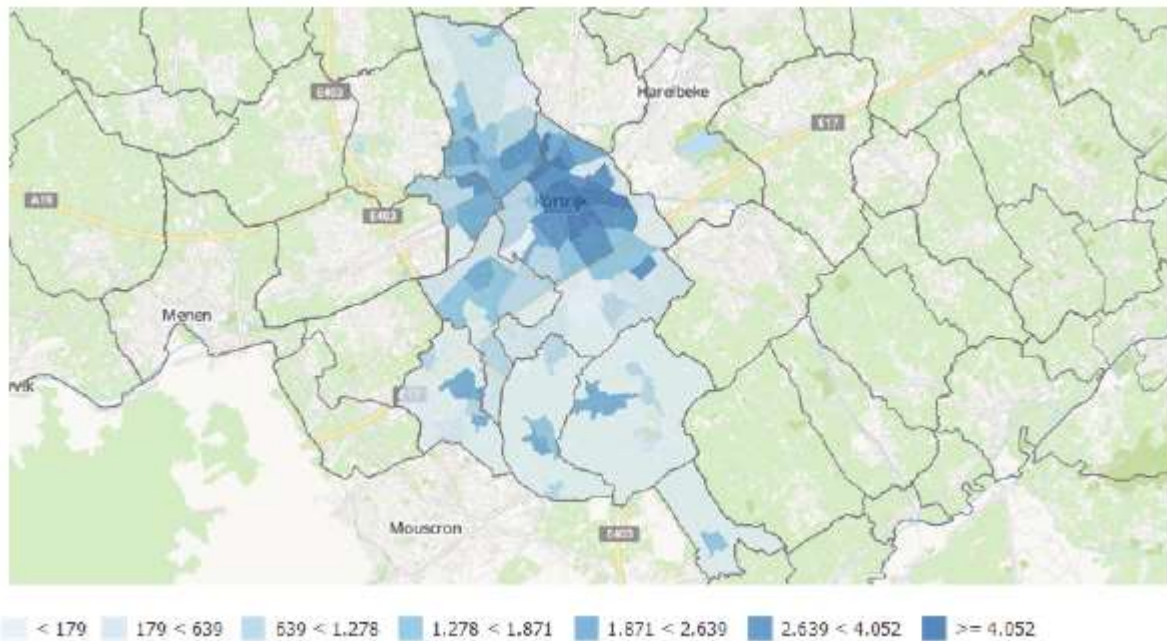 Harelbeke
E403
E17
A19
Kortrijk
E403
Menen
Mouscron
E403
< 179 179 < 639 639 < 1.278 1.278 < 1.871 1.871 < 2.639 2.639 < 4.052 >= 4.052